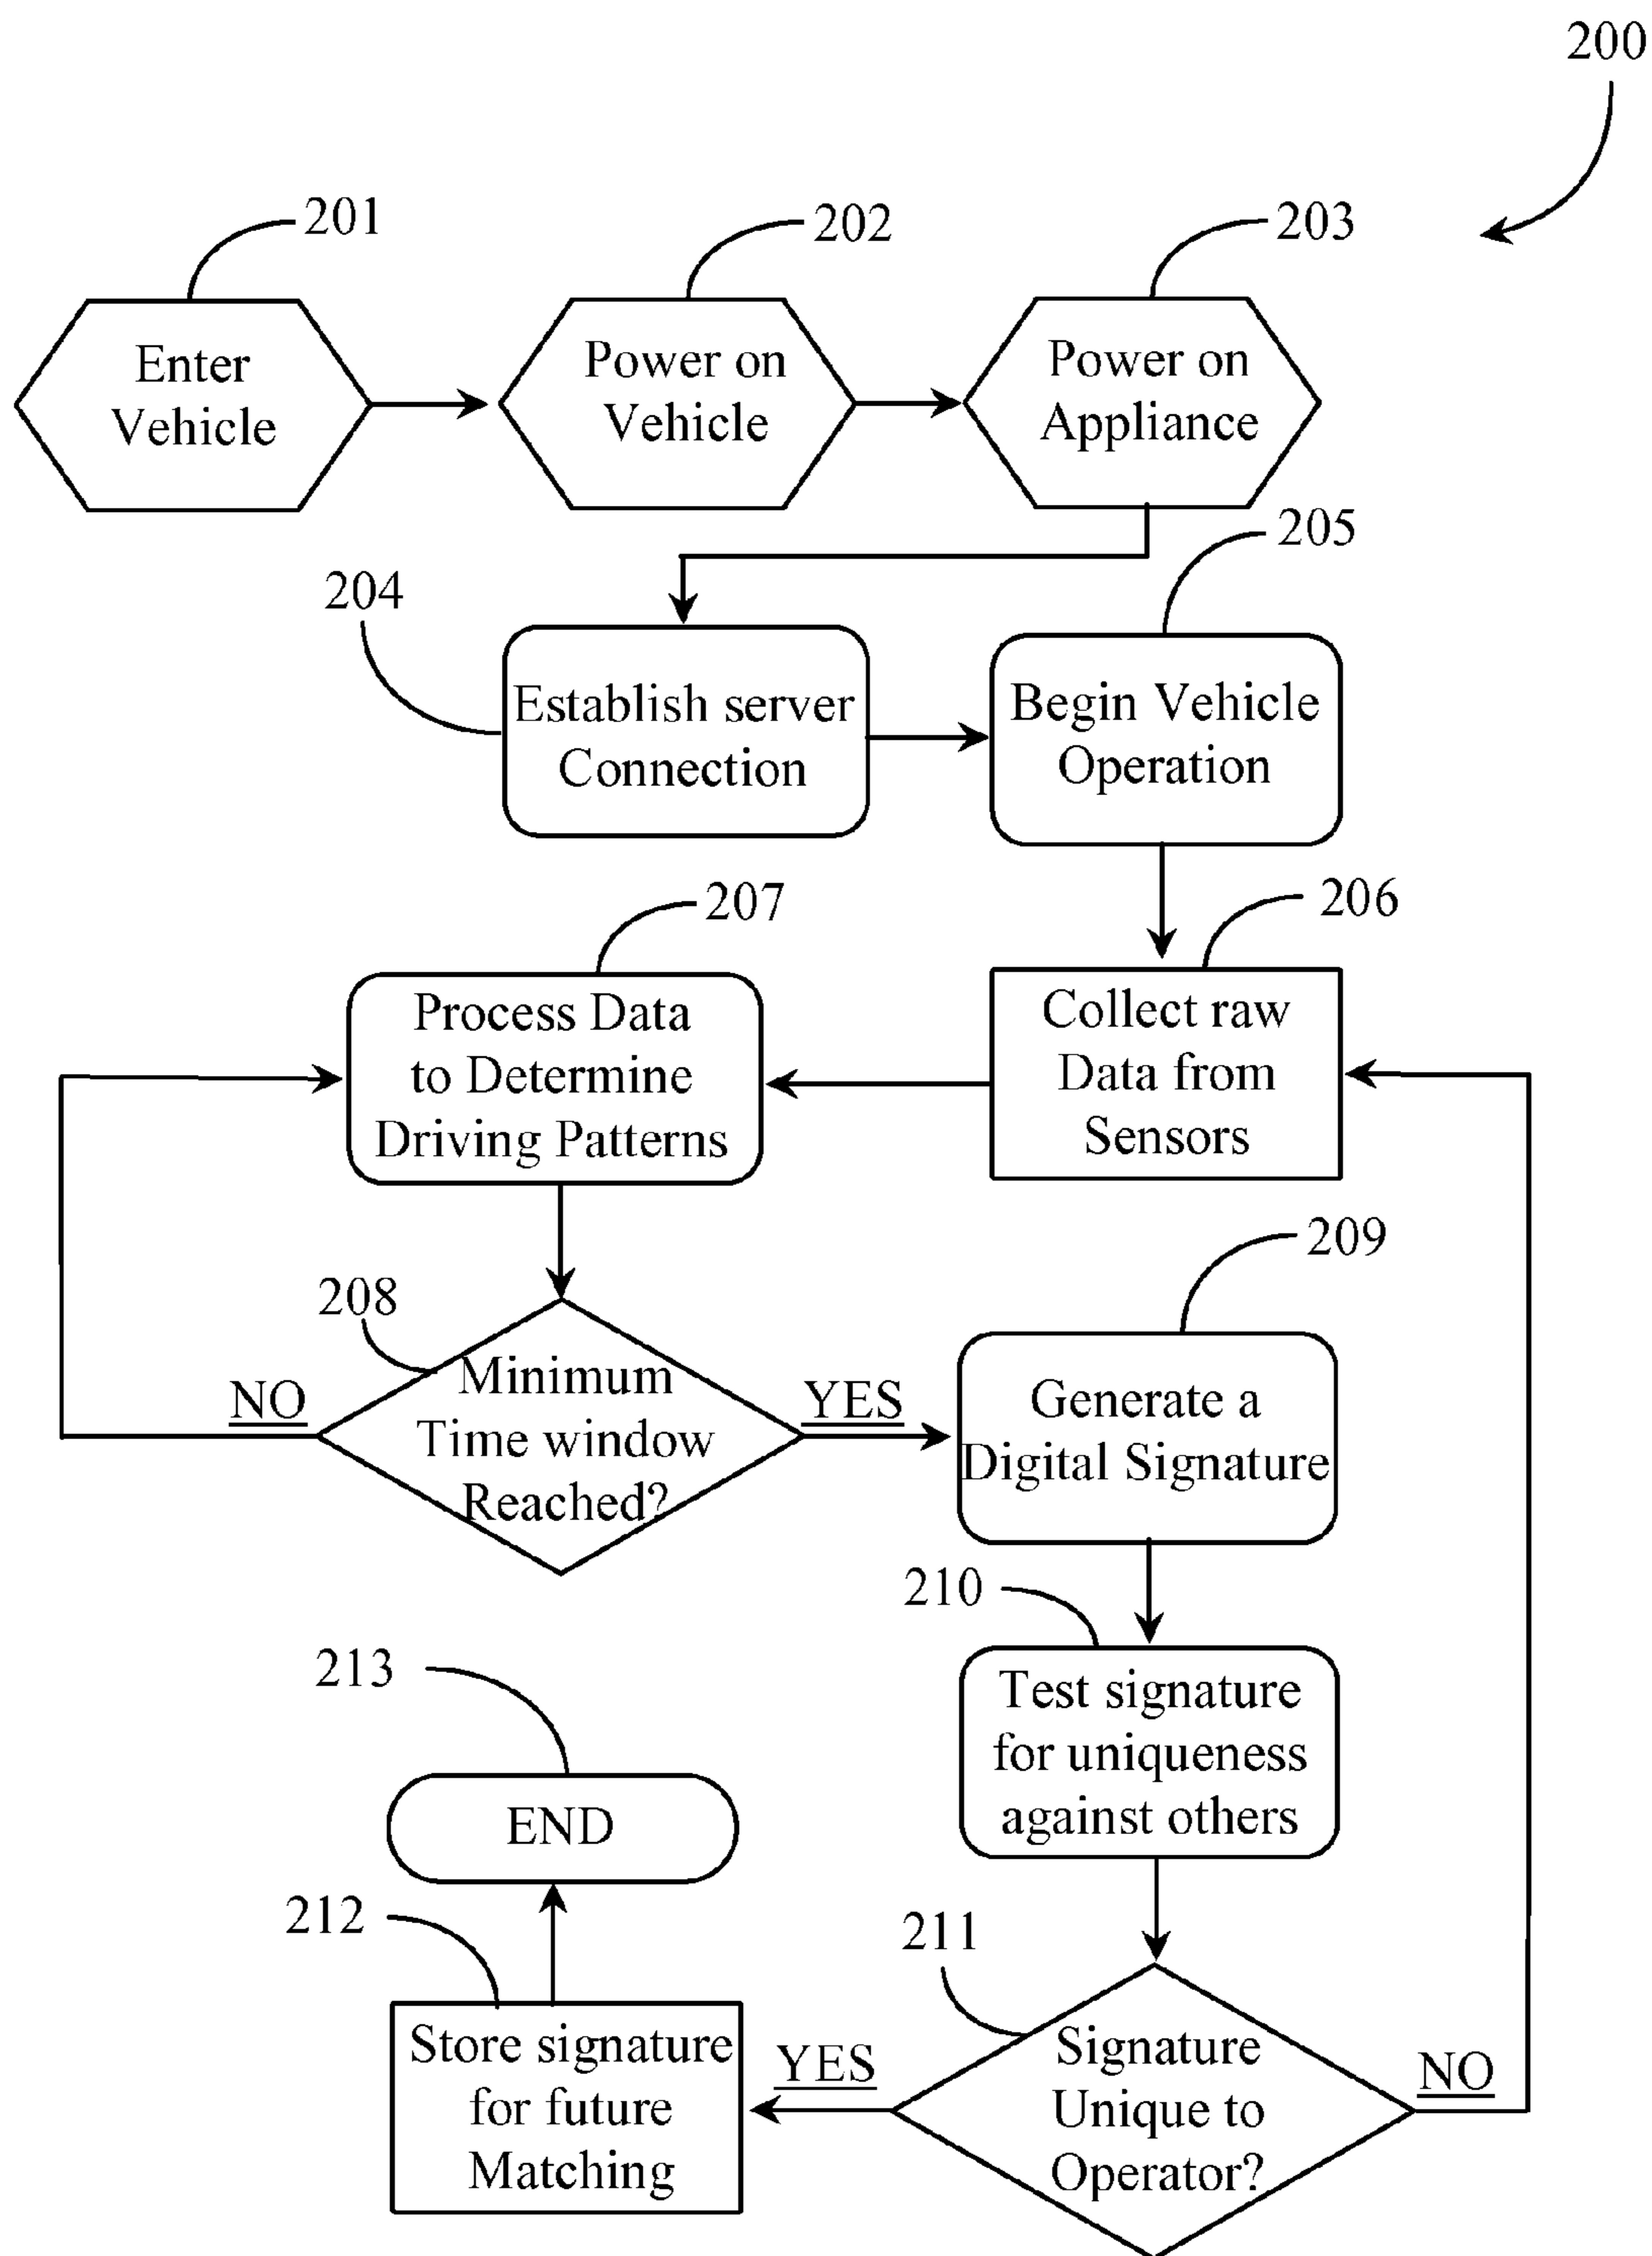 200
201
202
203
Enter
Vehicle
Power on
Vehicle
Power on
Appliance
204
205
Establish server
Connection
Begin Vehicle
Operation
207
206
Process Data
to Determine
Driving Patterns
Collect raw
Data from
Sensors
208
209
NO
Minimum
Time window
Reached?
YES
Generate a
Digital Signature
210
213
Test signature
for uniqueness
against others
END
212
211
Store signature
for future
Matching
YES
Signature
Unique to
Operator?
NO